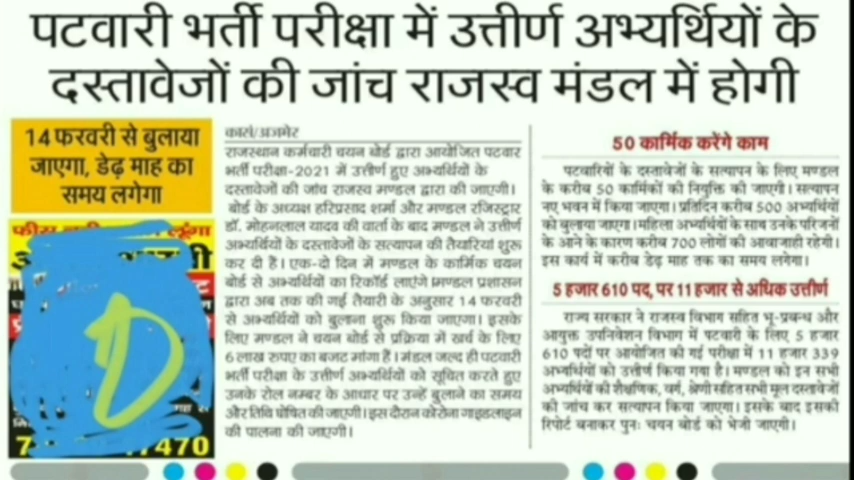 पटवारी भर्ती परीक्षा में उत्तीर्ण अभ्यर्थियों के
दस्तावेजों की जांच राजस्व मंडल में होगी
14 फरवरी से बुलाया
जाएगा, डेढ़ माह का
समय लगेगा
लूंगा
7
47470
कासं/अजमेर
राजस्थान कर्मचारी चयन बोर्ड द्वारा आयोजित पटवार
भर्ती परीक्षा-2021 में उत्तीर्ण हुए अभ्यर्थियों के
दस्तावेजों की जांच राजस्व मण्डल द्वारा की जाएगी।
बोर्ड के अध्यक्ष हरिप्रसाद शर्मा और मण्डल रजिस्ट्रार
डॉ. मोहनलाल यादव की वार्ता के बाद मण्डल ने उत्तीर्ण
अभ्यर्थियों के दस्तावेजों के सत्यापन की तैयारियां शुरू
कर दी है। एक-दो दिन में मण्डल के कार्मिक चयन
बोर्ड से अभ्यर्थियों का रिकॉर्ड लाएंगे।मण्डल प्रशासन
द्वारा अब तक की गई तैयारी के अनुसार 14 फरवरी
से अभ्यर्थियों को बुलाना शुरू किया जाएगा। इसके
लिए मण्डल ने चयन बोर्ड से प्रक्रिया में खर्च के लिए
6 लाख रुपए का बजट मांगा है।मंडल जल्द ही पटवारी
भर्ती परीक्षा के उत्तीर्ण अभ्यर्थियों को सूचित करते हुए
उनके रोल नम्बर के आधार पर उन्हें बुलाने का समय
और तिथि घोषित की जाएगी। इस दौरान कोरोना गाइडलाइन
की पालना की जाएगी।
50 कार्मिक करेंगे काम
पटवारियों के दस्तावेजों के सत्यापन के लिए मण्डल
के करीब 50 कार्मिकों की नियुक्ति की जाएगी। सत्यापन
नए भवन में किया जाएगा। प्रतिदिन करीब 500 अभ्यर्थियों
को बुलाया जाएगा।महिला अभ्यर्थियों के साथ उनके परिजनों
के आने के कारण करीब 700 लोगों की आवाजाही रहेगी।
इस कार्य में करीब डेढ़ माह तक का समय लगेगा।
5 हजार 610 पद, पर 11 हजार से अधिक उत्तीर्ण
राज्य सरकार ने राजस्व विभाग सहित भू-प्रबन्ध और
आयुक्त उपनिवेशन विभाग में पटवारी के लिए 5 हजार
610 पदों पर आयोजित की गई परीक्षा में 11 हजार 339
अभ्यर्थियों को उत्तीर्ण किया गया है। मण्डल को इन सभी
अभ्यर्थियों की शैक्षणिक, वर्ग, श्रेणी सहित सभी मूल दस्तावेजों
की जांच कर सत्यापन किया जाएगा। इसके बाद इसकी
रिपोर्ट बनाकर पुनः चयन बोर्ड को भेजी जाएगी।